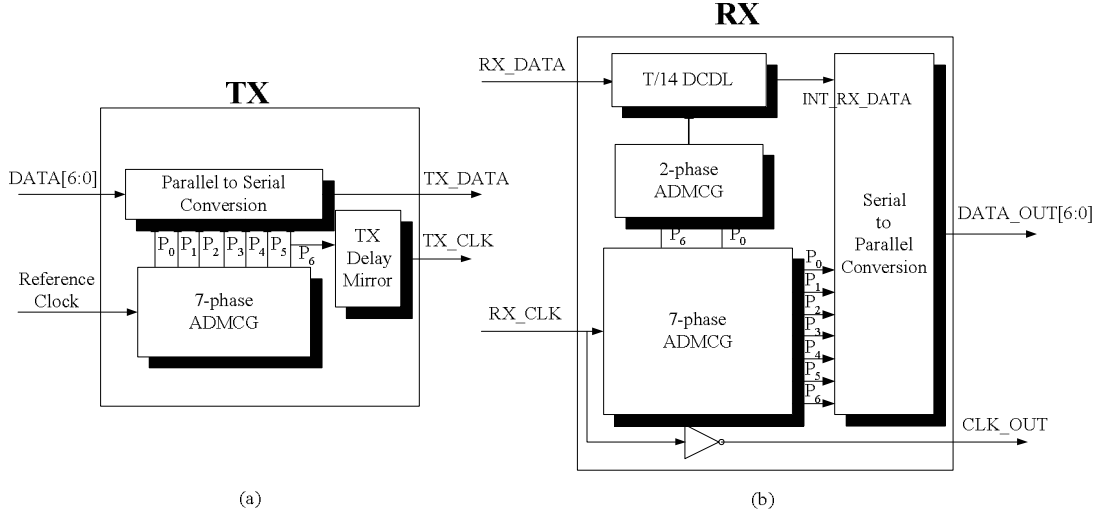 TX
DATA[6:0]
Parallel to Serial
Conversion
TX_DATA
P0 P1 P2 P3 P4 P5 P6
TX
Delay
Mirror
TX_CLK
Reference
Clock
7-phase
ADMCG
(a)
RX
RX_DATA
T/14 DCDL
INT_RX_DATA
2-phase
ADMCG
P6 P0
Serial
to
Parallel
Conversion
DATA_OUT[6:0]
RX_CLK
7-phase
ADMCG
P0
P1
P2
P3
P4
P5
P6
CLK_OUT
(b)